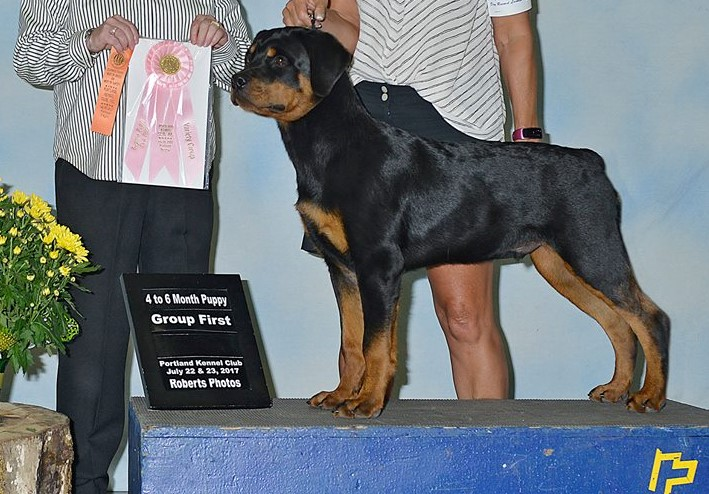 4 to 6 Month Puppy
Group First
Portland Kennel Club
July 22 & 23, 2017
Roberts Photos